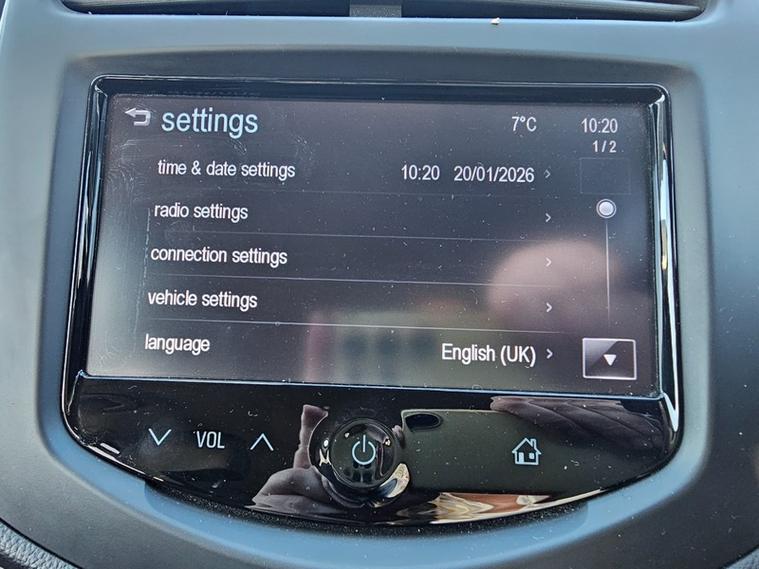 settings 7°C 10:20
1/2
time & date settings 10:20 20/01/2026
radio settings
connection settings
vehicle settings
language English (UK)
VOL